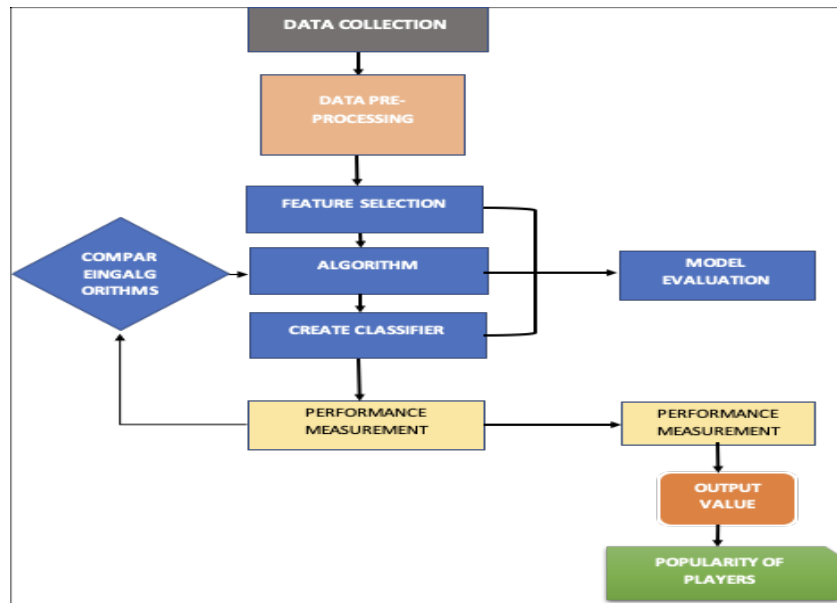 DATA COLLECTION
DATA PRE-
PROCESSING
FEATURE SELECTION
COMPAR
EINGALG
ORITHMS
ALGORITHM
MODEL
EVALUATION
CREATE CLASSIFIER
PERFORMANCE
MEASUREMENT
PERFORMANCE
MEASUREMENT
OUTPUT
VALUE
POPULARITY OF
PLAYERS